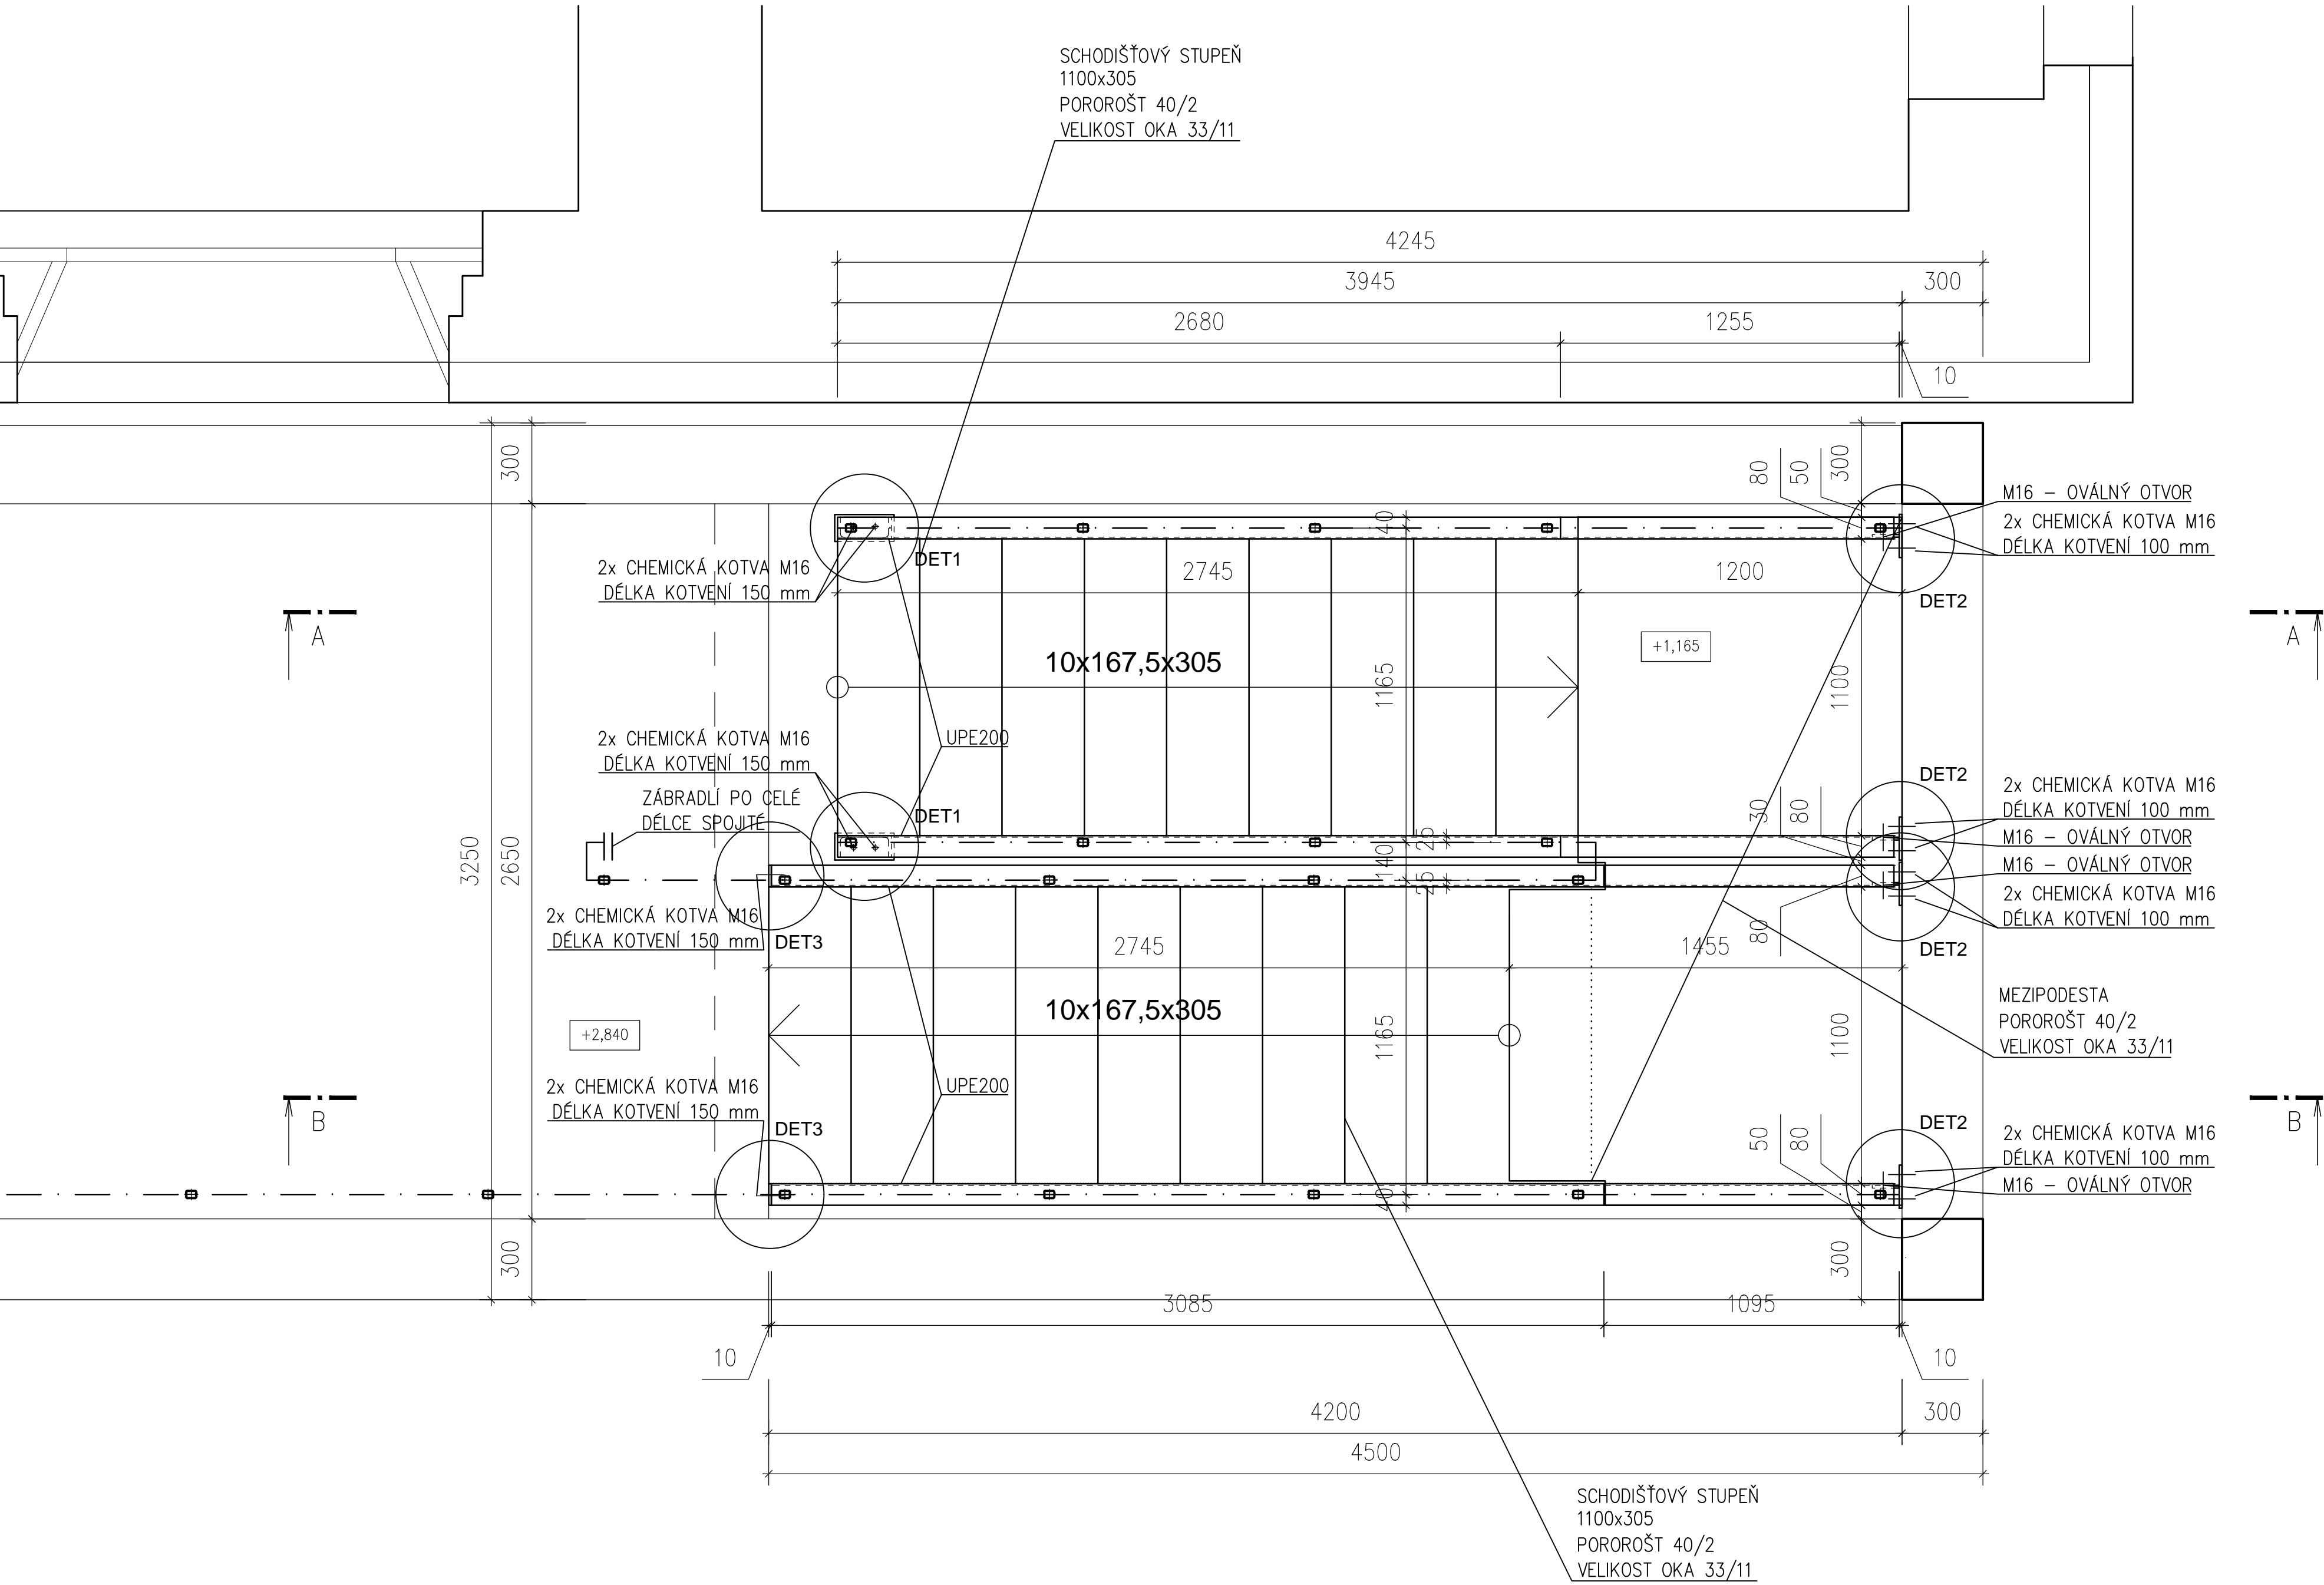 SCHODIŠŤOVÝ STUPEŇ
1100x305
POROROŠT 40/2
VELIKOST OKA 33/11
4245
3945
300
2680
1255
10
300
80
50
300
M16 – OVÁLNÝ OTVOR
2x CHEMICKÁ KOTVA M16
DÉLKA KOTVENÍ 100 mm
40
DET1
2x CHEMICKÁ KOTVA M16
DÉLKA KOTVENÍ 150 mm
2745
1200
DET2
A
A
+1,165
10x167,5x305
1165
1100
2x CHEMICKÁ KOTVA M16
DÉLKA KOTVENÍ 150 mm
UPE200
DET2
ZÁBRADLÍ PO CELÉ
DÉLCE SPOJITÉ
DET1
30
80
2x CHEMICKÁ KOTVA M16
DÉLKA KOTVENÍ 100 mm
M16 – OVÁLNÝ OTVOR
M16 – OVÁLNÝ OTVOR
2x CHEMICKÁ KOTVA M16
DÉLKA KOTVENÍ 100 mm
3250
2650
25
140
25
2x CHEMICKÁ KOTVA M16
DÉLKA KOTVENÍ 150 mm
DET3
2745
1455
80
DET2
MEZIPODESTA
POROROŠT 40/2
VELIKOST OKA 33/11
10x167,5x305
+2,840
1165
1100
2x CHEMICKÁ KOTVA M16
DÉLKA KOTVENÍ 150 mm
UPE200
B
B
DET3
50
80
DET2
2x CHEMICKÁ KOTVA M16
DÉLKA KOTVENÍ 100 mm
M16 – OVÁLNÝ OTVOR
40
300
300
3085
1095
10
10
4200
300
4500
SCHODIŠŤOVÝ STUPEŇ
1100x305
POROROŠT 40/2
VELIKOST OKA 33/11